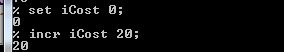 % set iCost 0;
0
% incr iCost 20;
20